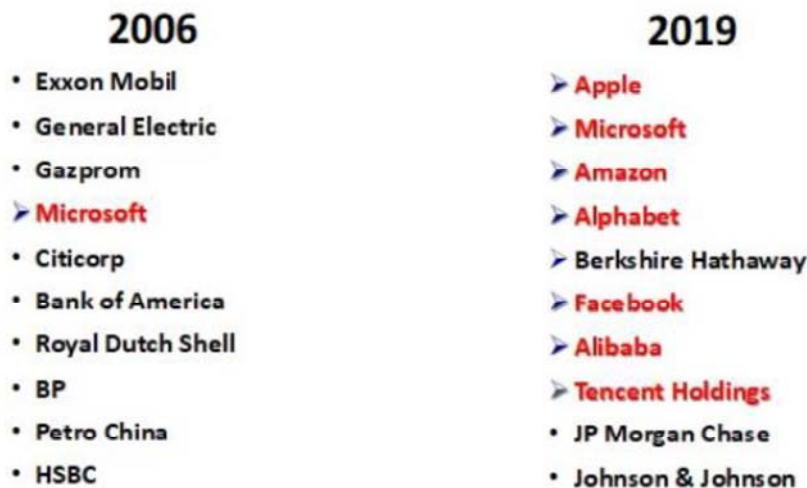 2006
• Exxon Mobil
• General Electric
• Gazprom
➢ Microsoft
• Citicorp
• Bank of America
• Royal Dutch Shell
• BP
• Petro China
• HSBC
2019
➢ Apple
➢ Microsoft
➢ Amazon
➢ Alphabet
➢ Berkshire Hathaway
➢ Facebook
➢ Alibaba
➢ Tencent Holdings
• JP Morgan Chase
• Johnson & Johnson